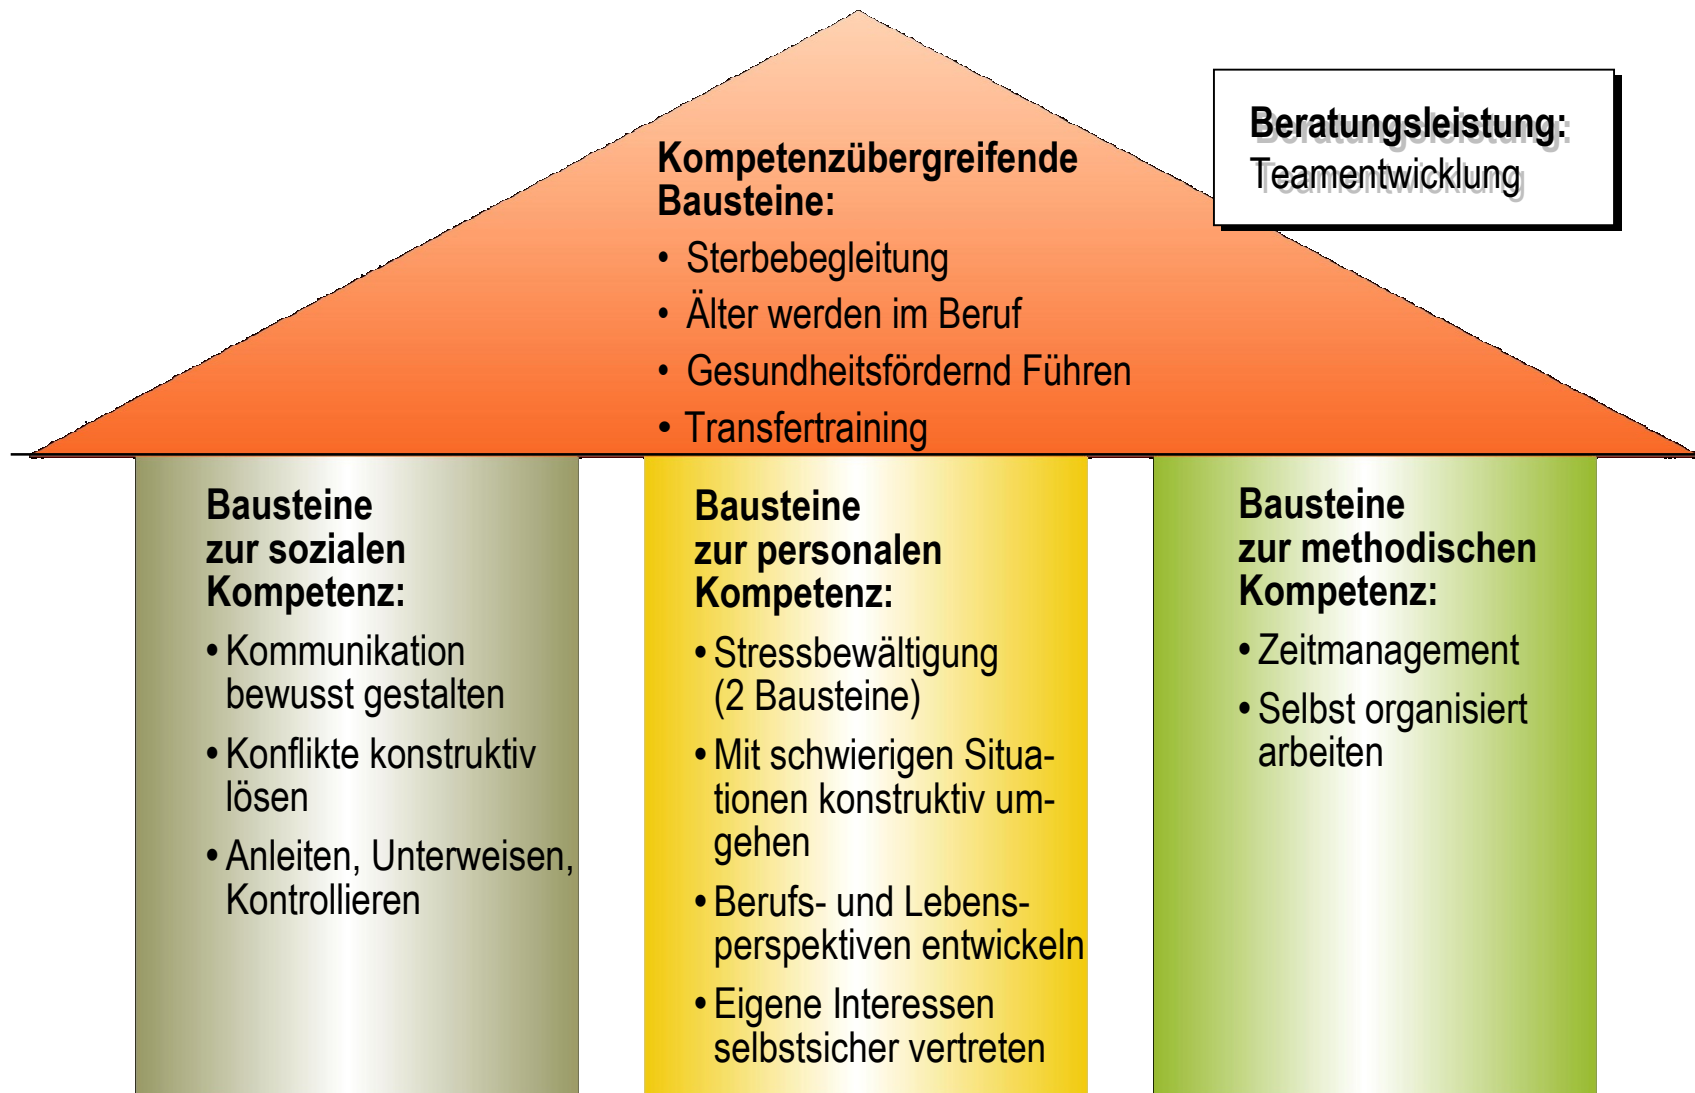 Beratungsleistung:
Teamentwicklung
Kompetenzübergreifende
Bausteine:
• Sterbebegleitung
• Älter werden im Beruf
• Gesundheitsfördernd Führen
• Transfertraining
Bausteine
zur sozialen
Kompetenz:
• Kommunikation
bewusst gestalten
• Konflikte konstruktiv
lösen
• Anleiten, Unterweisen,
Kontrollieren
Bausteine
zur personalen
Kompetenz:
• Stressbewältigung
(2 Bausteine)
• Mit schwierigen Situa-
tionen konstruktiv um-
gehen
• Berufs- und Lebens-
perspektiven entwickeln
• Eigene Interessen
selbstsicher vertreten
Bausteine
zur methodischen
Kompetenz:
• Zeitmanagement
• Selbst organisiert
arbeiten